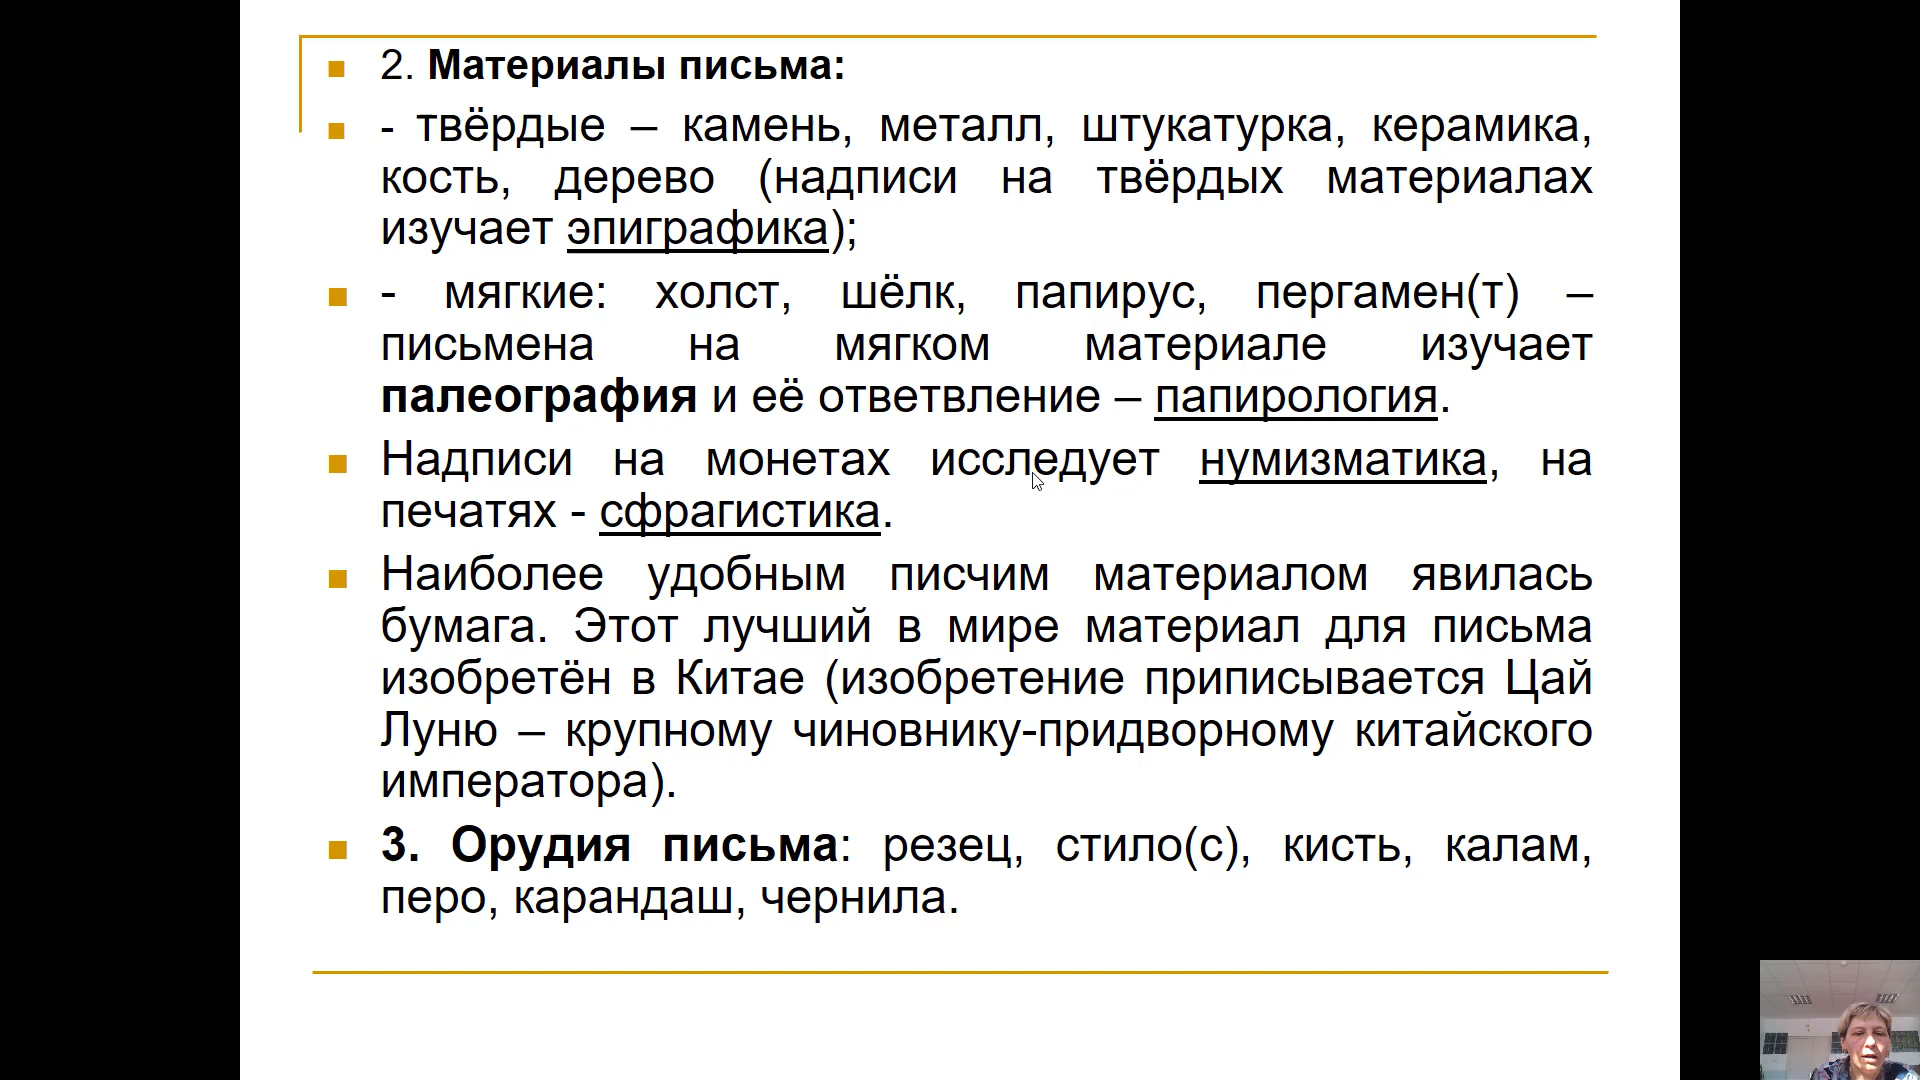 2. Материалы письма:
- твёрдые – камень, металл, штукатурка, керамика,
кость, дерево (надписи на твёрдых материалах
изучает эпиграфика);
- мягкие: холст, шёлк, папирус, пергамен(т) –
письмена на мягком материале изучает
палеография и её ответвление – папирология.
Надписи на монетах исследует нумизматика, на
печатях - сфрагистика.
Наиболее удобным писчим материалом явилась
бумага. Этот лучший в мире материал для письма
изобретён в Китае (изобретение приписывается Цай
Луню – крупному чиновнику-придворному китайского
императора).
3. Орудия письма: резец, стило(с), кисть, калам,
перо, карандаш, чернила.